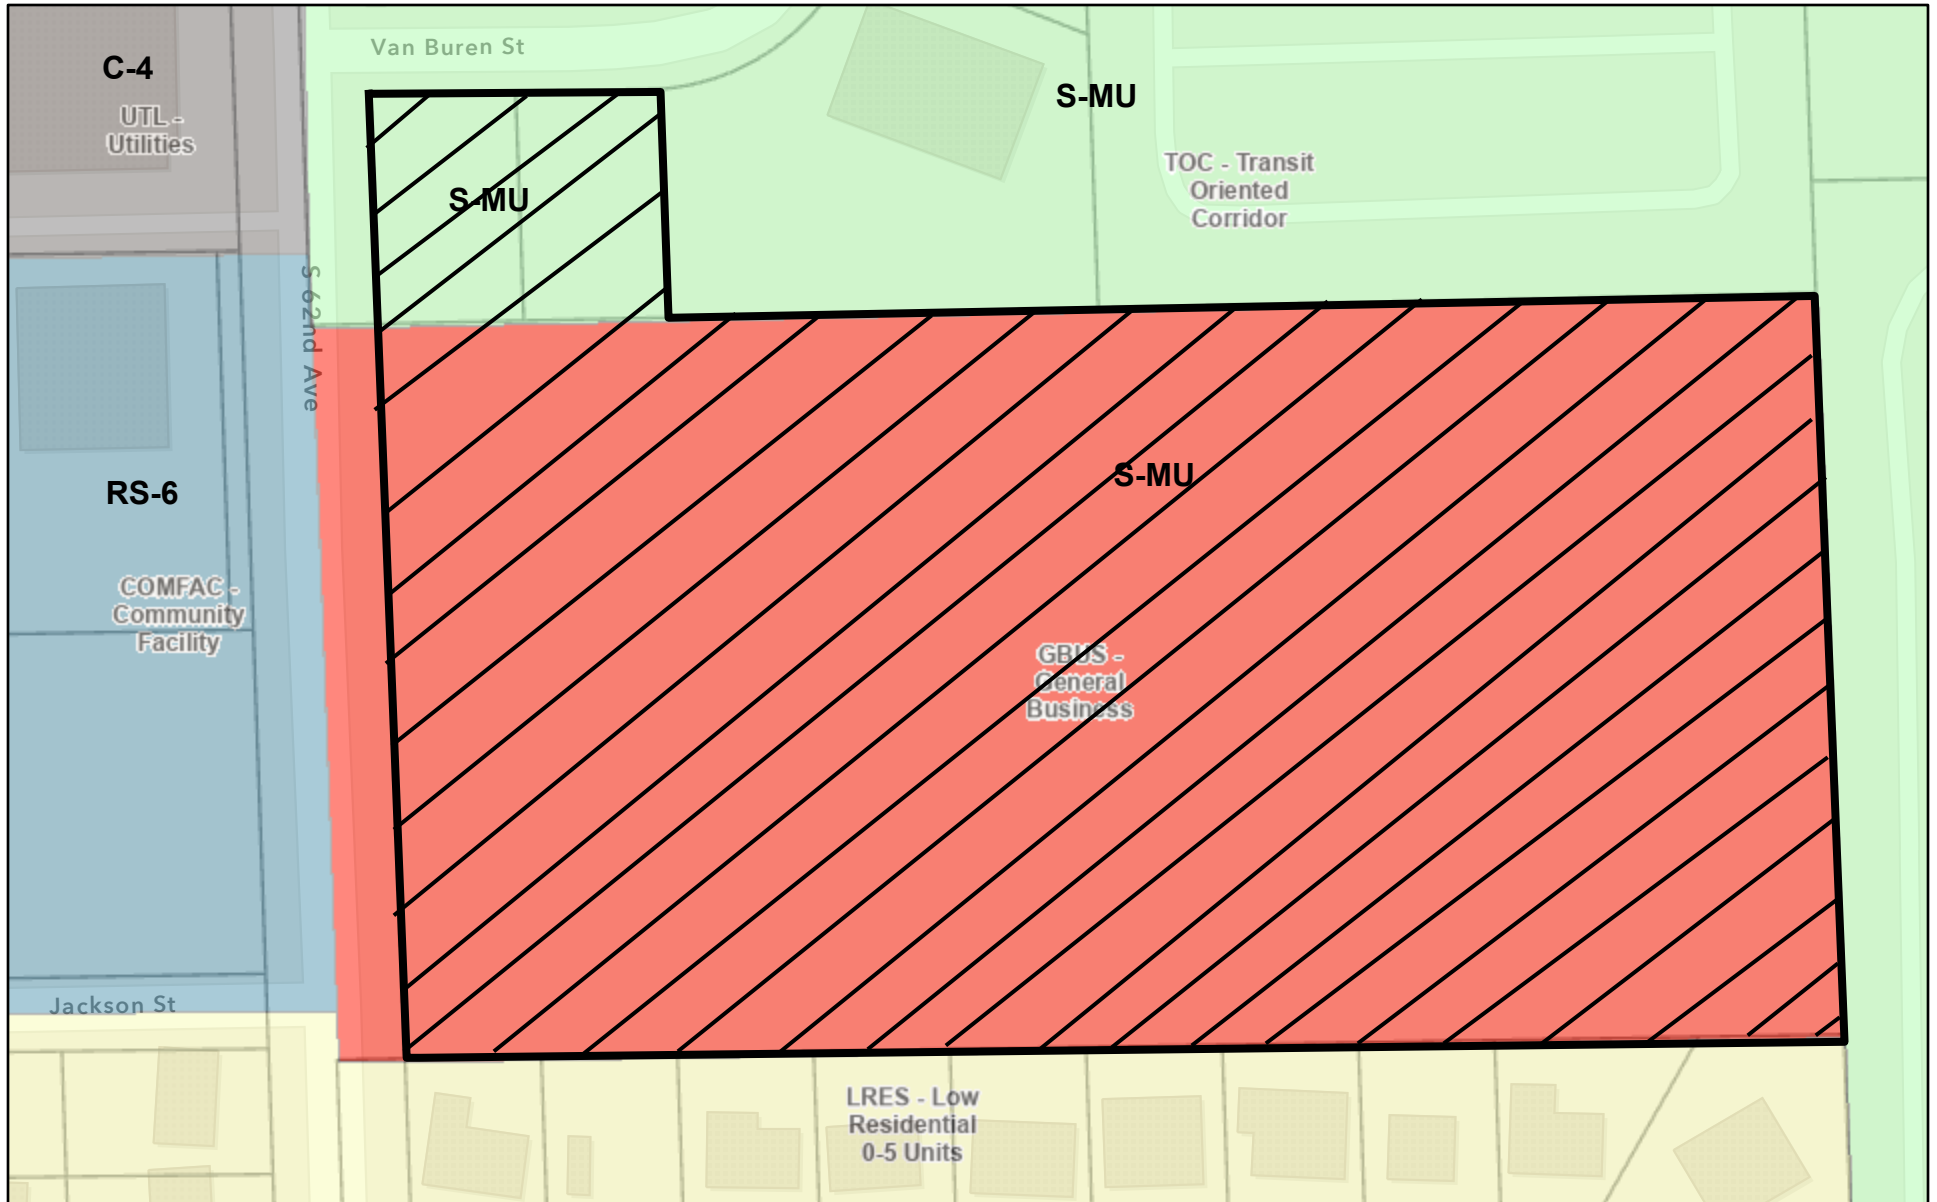 Van Buren St
C-4
S-MU
UTL -
Utilities
TOC - Transit
Oriented
Corridor
S-MU
S 62nd Ave
S-MU
RS-6
COMFAC -
Community
Facility
GBUS -
General
Business
Jackson St
LRES - Low
Residential
0-5 Units